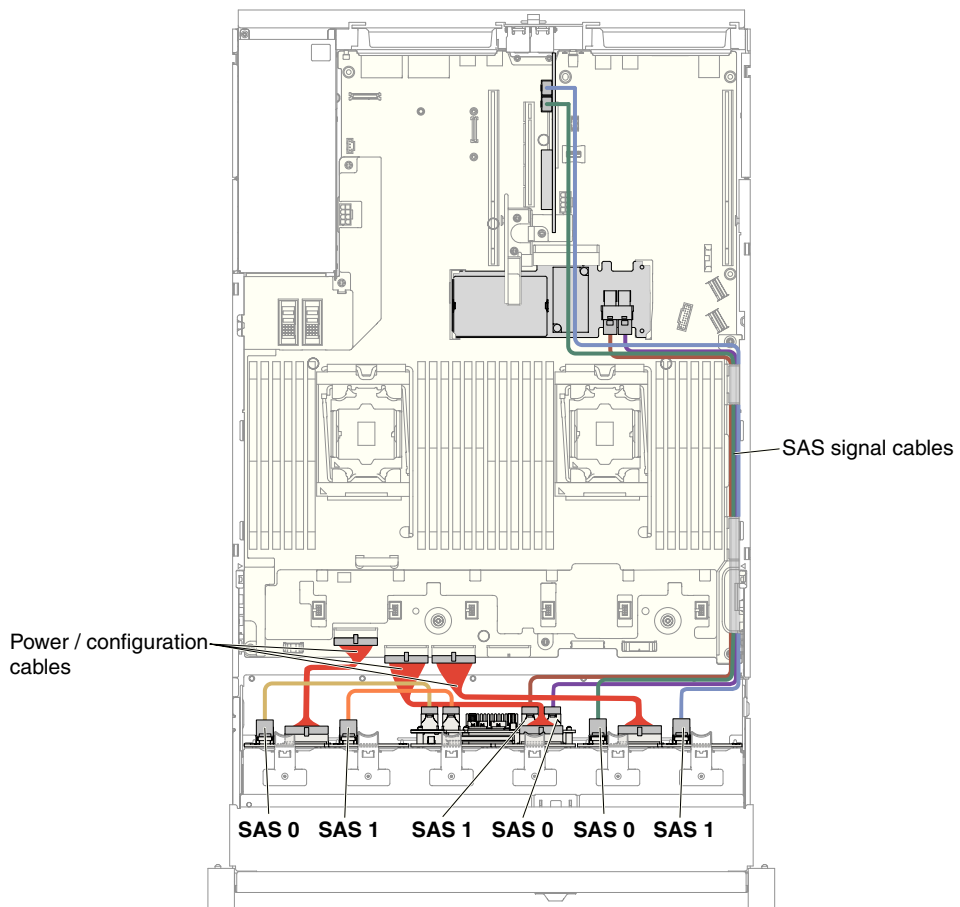 SAS signal cables
Power / configuration
cables
SAS 0 SAS 1 SAS 1 SAS 0 SAS 0 SAS 1